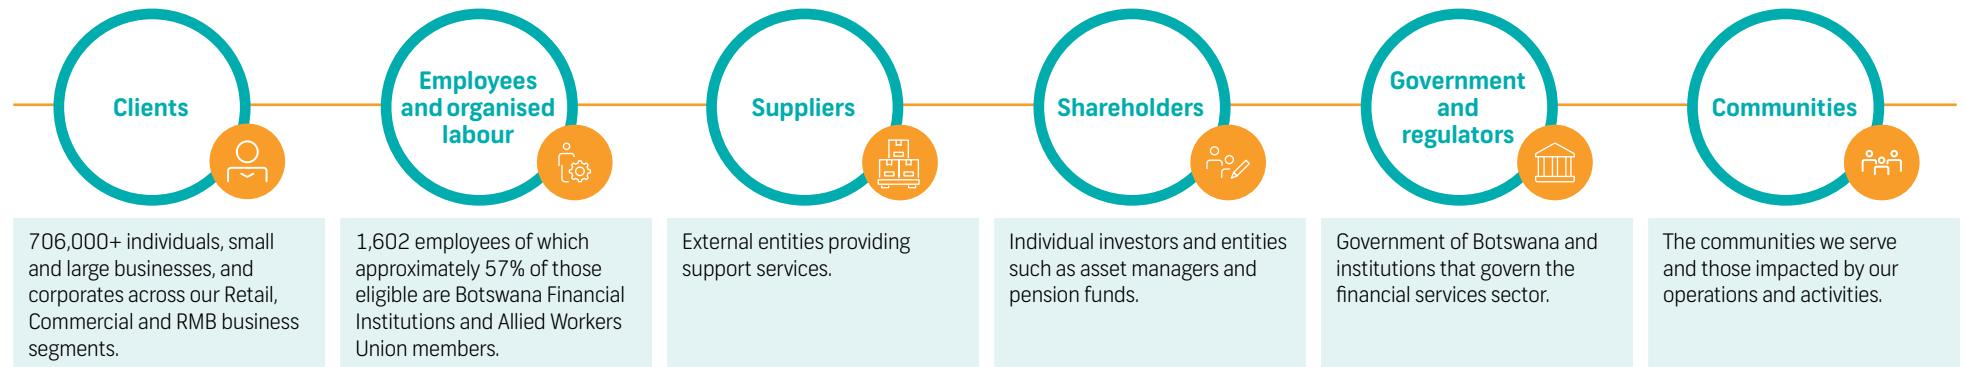 Clients
706,000+ individuals, small
and large businesses, and
corporates across our Retail,
Commercial and RMB business
segments.
Employees
and organised
labour
1,602 employees of which
approximately 57% of those
eligible are Botswana Financial
Institutions and Allied Workers
Union members.
Suppliers
External entities providing
support services.
Shareholders
Individual investors and entities
such as asset managers and
pension funds.
Government
and
regulators
Government of Botswana and
institutions that govern the
financial services sector.
Communities
The communities we serve
and those impacted by our
operations and activities.